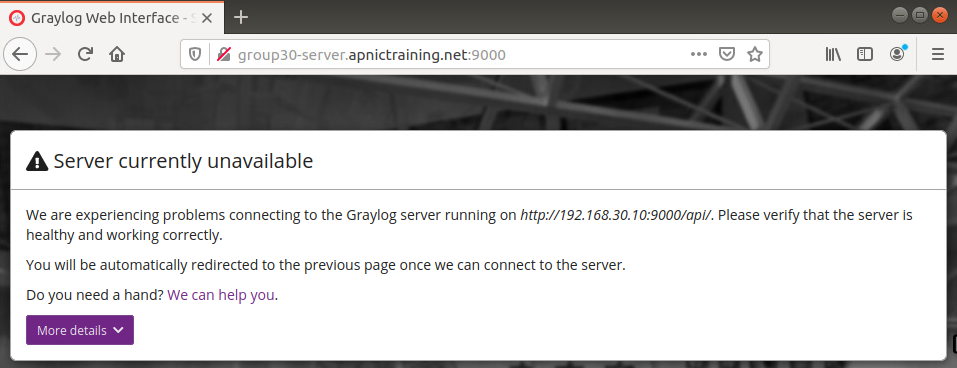 Graylog Web Interface - S
group30-server.apnictraining.net:9000
Server currently unavailable
We are experiencing problems connecting to the Graylog server running on http://192.168.30.10:9000/api/. Please verify that the server is
healthy and working correctly.
You will be automatically redirected to the previous page once we can connect to the server.
Do you need a hand? We can help you.
More details